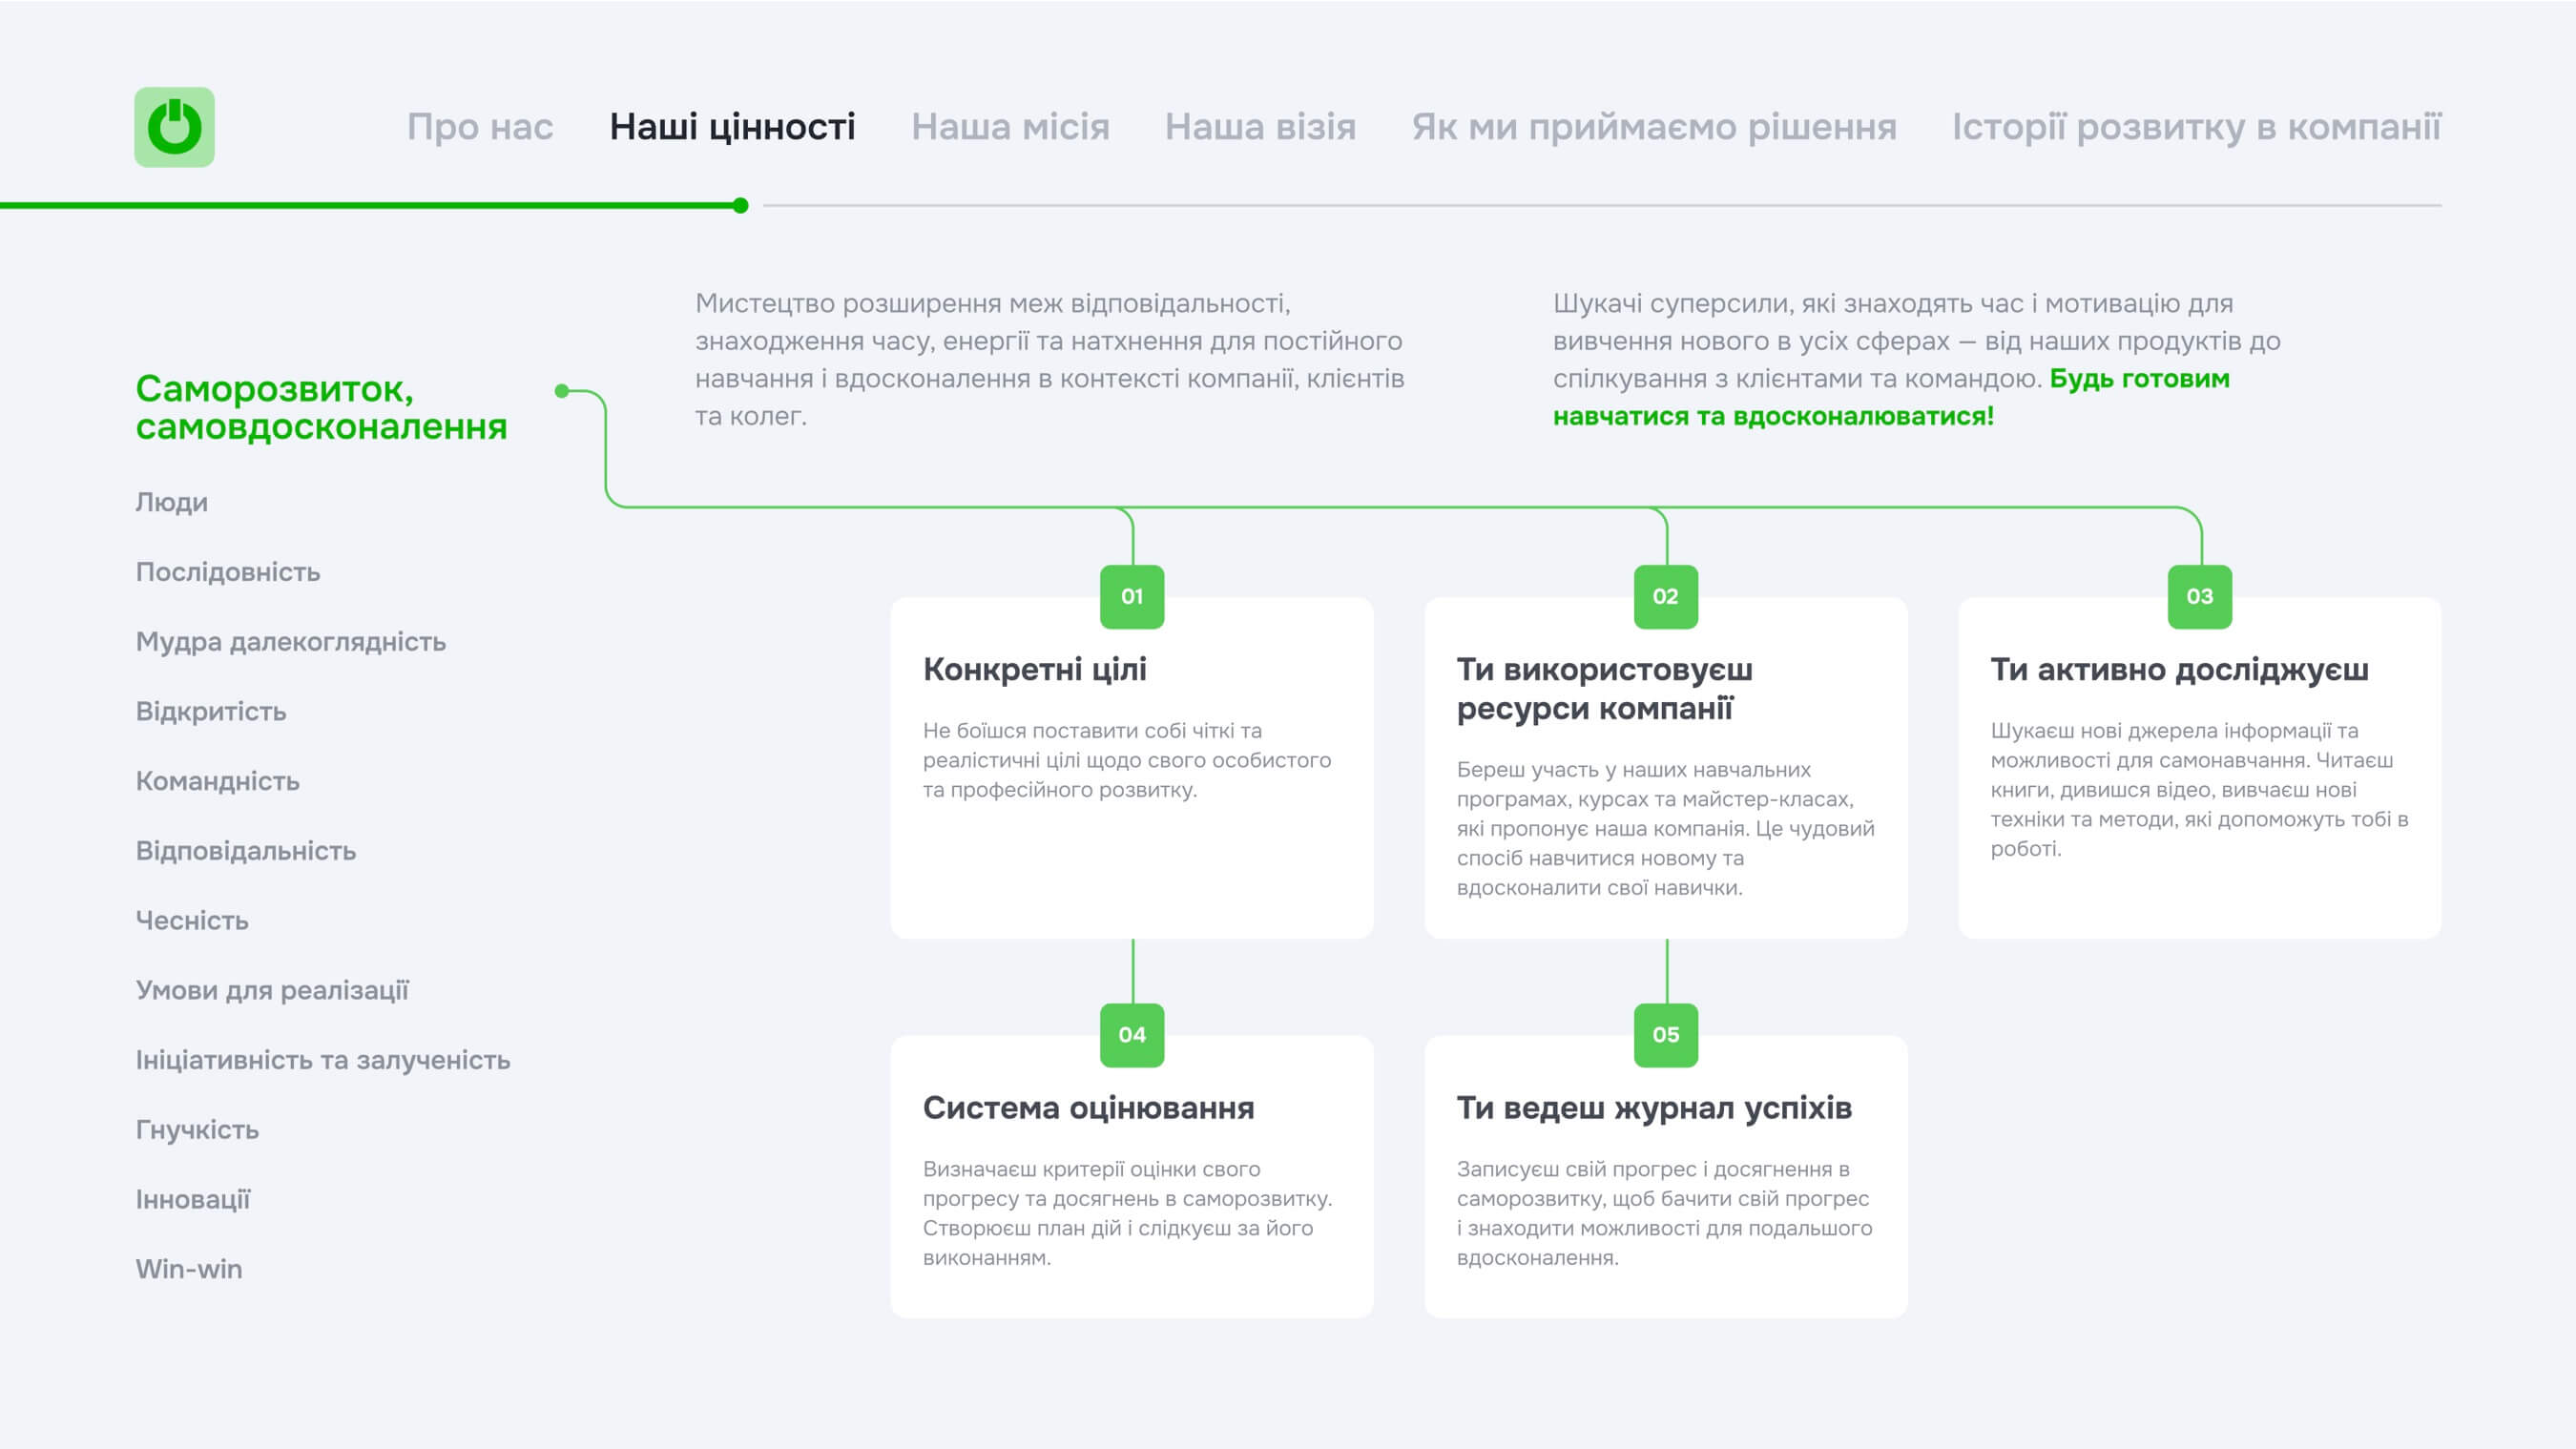 Про нас
Наші цінності
Наша місія
Наша візія
Як ми приймаємо рішення
Історії розвитку в компанії
Саморозвиток,
самовдосконалення
Люди
Послідовність
Мудра далекоглядність
Відкритість
Командність
Відповідальність
Чесність
Умови для реалізації
Ініціативність та залученість
Гнучкість
Інновації
Win-win
Мистецтво розширення меж відповідальності,
знаходження часу, енергії та натхнення для постійного
навчання і вдосконалення в контексті компанії, клієнтів
та колег.
Шукачі суперсили, які знаходять час і мотивацію для
вивчення нового в усіх сферах — від наших продуктів до
спілкування з клієнтами та командою. Будь готовим
навчатися та вдосконалюватися!
01
Конкретні цілі
Не боїшся поставити собі чіткі та
реалістичні цілі щодо свого особистого
та професійного розвитку.
02
Ти використовуєш
ресурси компанії
Береш участь у наших навчальних
програмах, курсах та майстер-класах,
які пропонує наша компанія. Це чудовий
спосіб навчитися новому та
вдосконалити свої навички.
03
Ти активно досліджуєш
Шукаєш нові джерела інформації та
можливості для самонавчання. Читаєш
книги, дивишся відео, вивчаєш нові
техніки та методи, які допоможуть тобі в
роботі.
04
Система оцінювання
Визначаєш критерії оцінки свого
прогресу та досягнень в саморозвитку.
Створюєш план дій і слідкуєш за його
виконанням.
05
Ти ведеш журнал успіхів
Записуєш свій прогрес і досягнення в
саморозвитку, щоб бачити свій прогрес
і знаходити можливості для подальшого
вдосконалення.